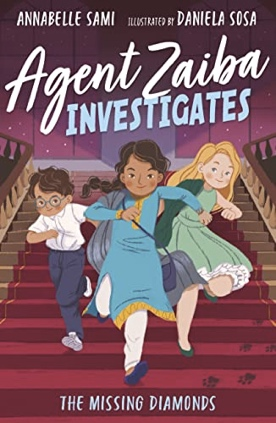 ANNABELLE SAMI ILLUSTRATED BY DANIELA SOSA
Agent Zaiba
INVESTIGATES
THE MISSING DIAMONDS